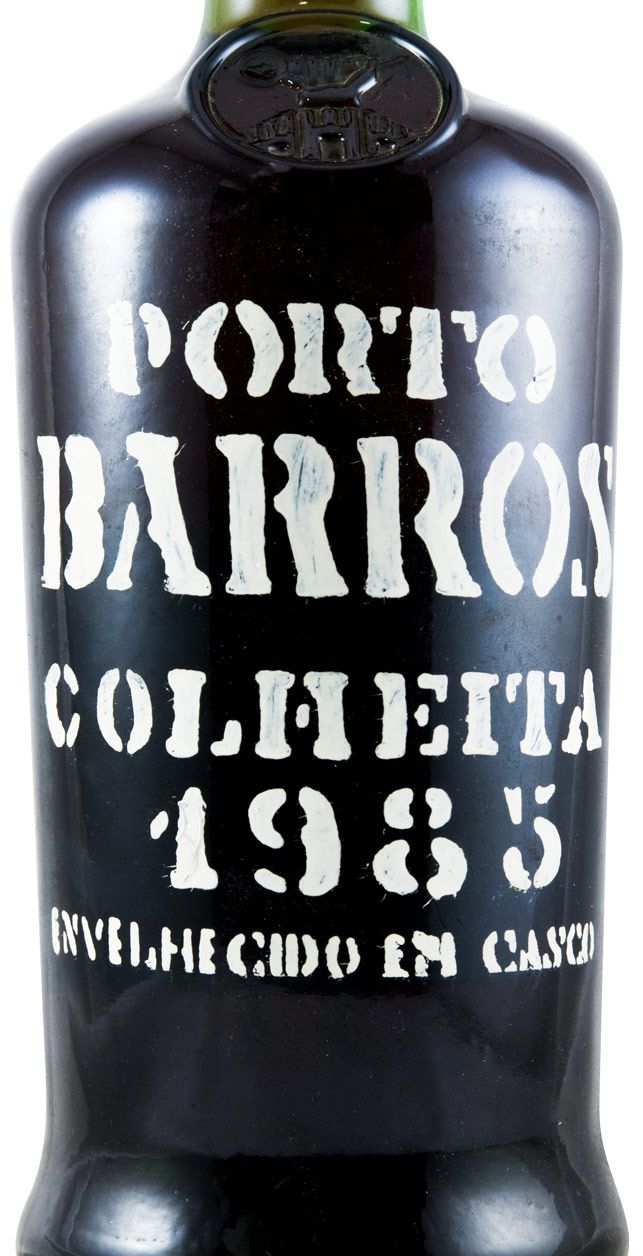 PORTO
BARROS
COLHEITA
1985
ENVELHECIDO EM CASCO